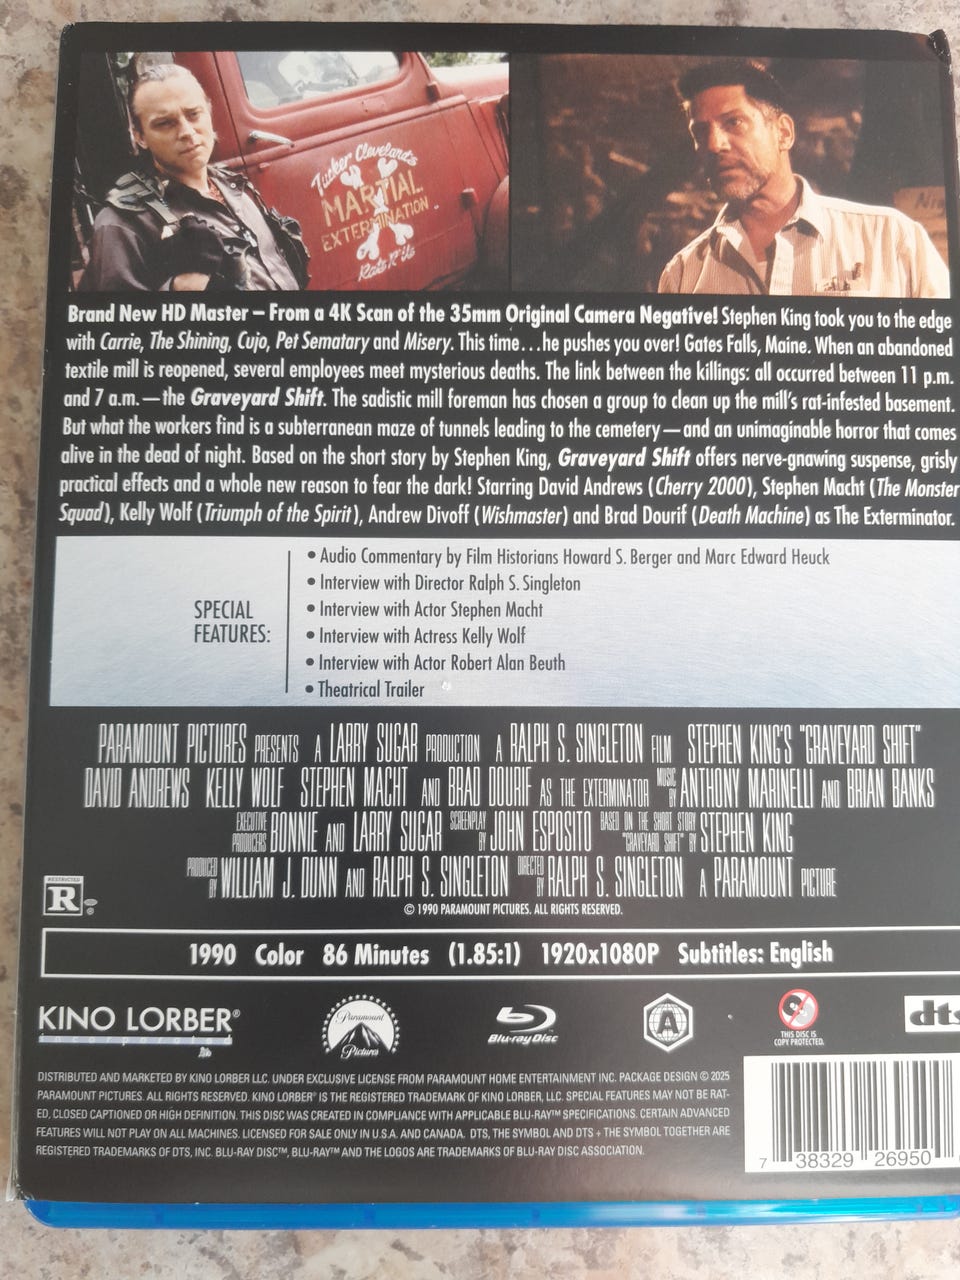 Tucker Cleveland's
MARTIAL
EXTERMINATION
Rats R Us
Brand New HD Master – From a 4K Scan of the 35mm Original Camera Negative! Stephen King took you to the edge
with Carrie, The Shining, Cujo, Pet Sematary and Misery. This time...he pushes you over! Gates Falls, Maine. When an abandoned
textile mill is reopened, several employees meet mysterious deaths. The link between the killings: all occurred between 11 p.m.
and 7 a.m.—the Graveyard Shift. The sadistic mill foreman has chosen a group to clean up the mill's rat-infested basement.
But what the workers find is a subterranean maze of tunnels leading to the cemetery—and an unimaginable horror that comes
alive in the dead of night. Based on the short story by Stephen King, Graveyard Shift offers nerve-gnawing suspense, grisly
practical effects and a whole new reason to fear the dark! Starring David Andrews (Cherry 2000), Stephen Macht (The Monster
Squad), Kelly Wolf (Triumph of the Spirit), Andrew Divoff (Wishmaster) and Brad Dourif (Death Machine) as The Exterminator.
SPECIAL
FEATURES:
• Audio Commentary by Film Historians Howard S. Berger and Marc Edward Heuck
• Interview with Director Ralph S. Singleton
• Interview with Actor Stephen Macht
• Interview with Actress Kelly Wolf
• Interview with Actor Robert Alan Beuth
• Theatrical Trailer
PARAMOUNT PICTURES PRESENTS A LARRY SUGAR PRODUCTION A RALPH S. SINGLETON FILM STEPHEN KING'S "GRAVEYARD SHIFT"
DAVID ANDREWS KELLY WOLF STEPHEN MACHT AND BRAD DOURIF AS THE EXTERMINATOR MUSIC BY ANTHONY MARINELLI AND BRIAN BANKS
EXECUTIVE PRODUCERS BONNIE AND LARRY SUGAR SCREENPLAY BY JOHN ESPOSITO BASED ON THE SHORT STORY "GRAVEYARD SHIFT" BY STEPHEN KING
PRODUCED BY WILLIAM J. DUNN AND RALPH S. SINGLETON DIRECTED BY RALPH S. SINGLETON A PARAMOUNT PICTURE
RESTRICTED
R
© 1990 PARAMOUNT PICTURES. ALL RIGHTS RESERVED.
1990 Color 86 Minutes (1.85:1) 1920x1080P Subtitles: English
KINO LORBER®
incorporated
Paramount
Pictures
Blu-ray Disc
A
THIS DISC IS
COPY PROTECTED.
dts
DISTRIBUTED AND MARKETED BY KINO LORBER LLC. UNDER EXCLUSIVE LICENSE FROM PARAMOUNT HOME ENTERTAINMENT INC. PACKAGE DESIGN © 2025
PARAMOUNT PICTURES. ALL RIGHTS RESERVED. KINO LORBER® IS THE REGISTERED TRADEMARK OF KINO LORBER, LLC. SPECIAL FEATURES MAY NOT BE RAT-
ED, CLOSED CAPTIONED OR HIGH DEFINITION. THIS DISC WAS CREATED IN COMPLIANCE WITH APPLICABLE BLU-RAY™ SPECIFICATIONS. CERTAIN ADVANCED
FEATURES WILL NOT PLAY ON ALL MACHINES. LICENSED FOR SALE ONLY IN U.S.A. AND CANADA. DTS, THE SYMBOL AND DTS + THE SYMBOL TOGETHER ARE
REGISTERED TRADEMARKS OF DTS, INC. BLU-RAY DISC™, BLU-RAY™ AND THE LOGOS ARE TRADEMARKS OF BLU-RAY DISC ASSOCIATION.
7 38329 26950